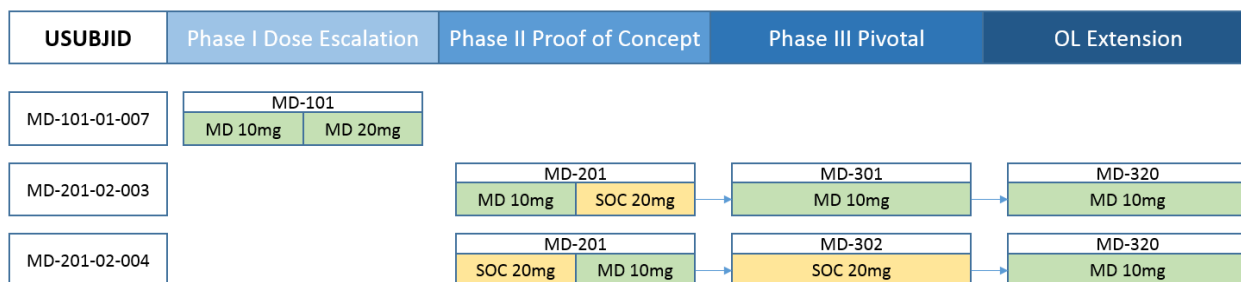 USUBJID Phase I Dose Escalation Phase II Proof of Concept Phase III Pivotal OL Extension
MD-101-01-007
MD-101
MD 10mg MD 20mg
MD-201-02-003
MD-201 MD-301 MD-320
MD 10mg SOC 20mg MD 10mg MD 10mg
MD-201-02-004
MD-201 MD-302 MD-320
SOC 20mg MD 10mg SOC 20mg MD 10mg